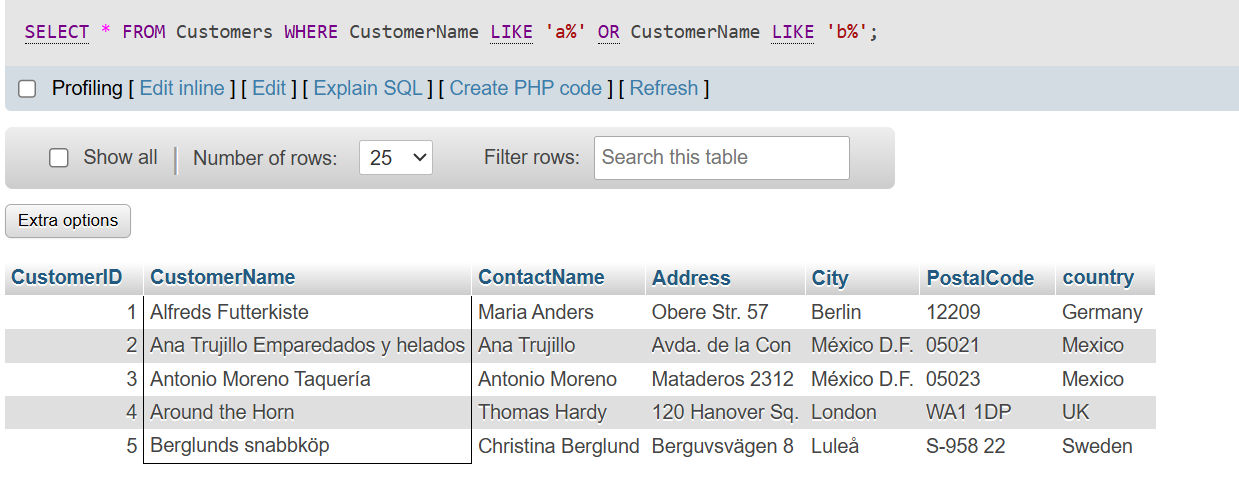 SELECT * FROM Customers WHERE CustomerName LIKE 'a%' OR CustomerName LIKE 'b%';
Profiling [ Edit inline ] [ Edit ] [ Explain SQL ] [ Create PHP code ] [ Refresh ]
Show all | Number of rows: 25 Filter rows: Search this table
Extra options
CustomerID CustomerName ContactName Address City PostalCode country
1 Alfreds Futterkiste Maria Anders Obere Str. 57 Berlin 12209 Germany
2 Ana Trujillo Emparedados y helados Ana Trujillo Avda. de la Con México D.F. 05021 Mexico
3 Antonio Moreno Taquería Antonio Moreno Mataderos 2312 México D.F. 05023 Mexico
4 Around the Horn Thomas Hardy 120 Hanover Sq. London WA1 1DP UK
5 Berglunds snabbköp Christina Berglund Berguvsvägen 8 Luleå S-958 22 Sweden